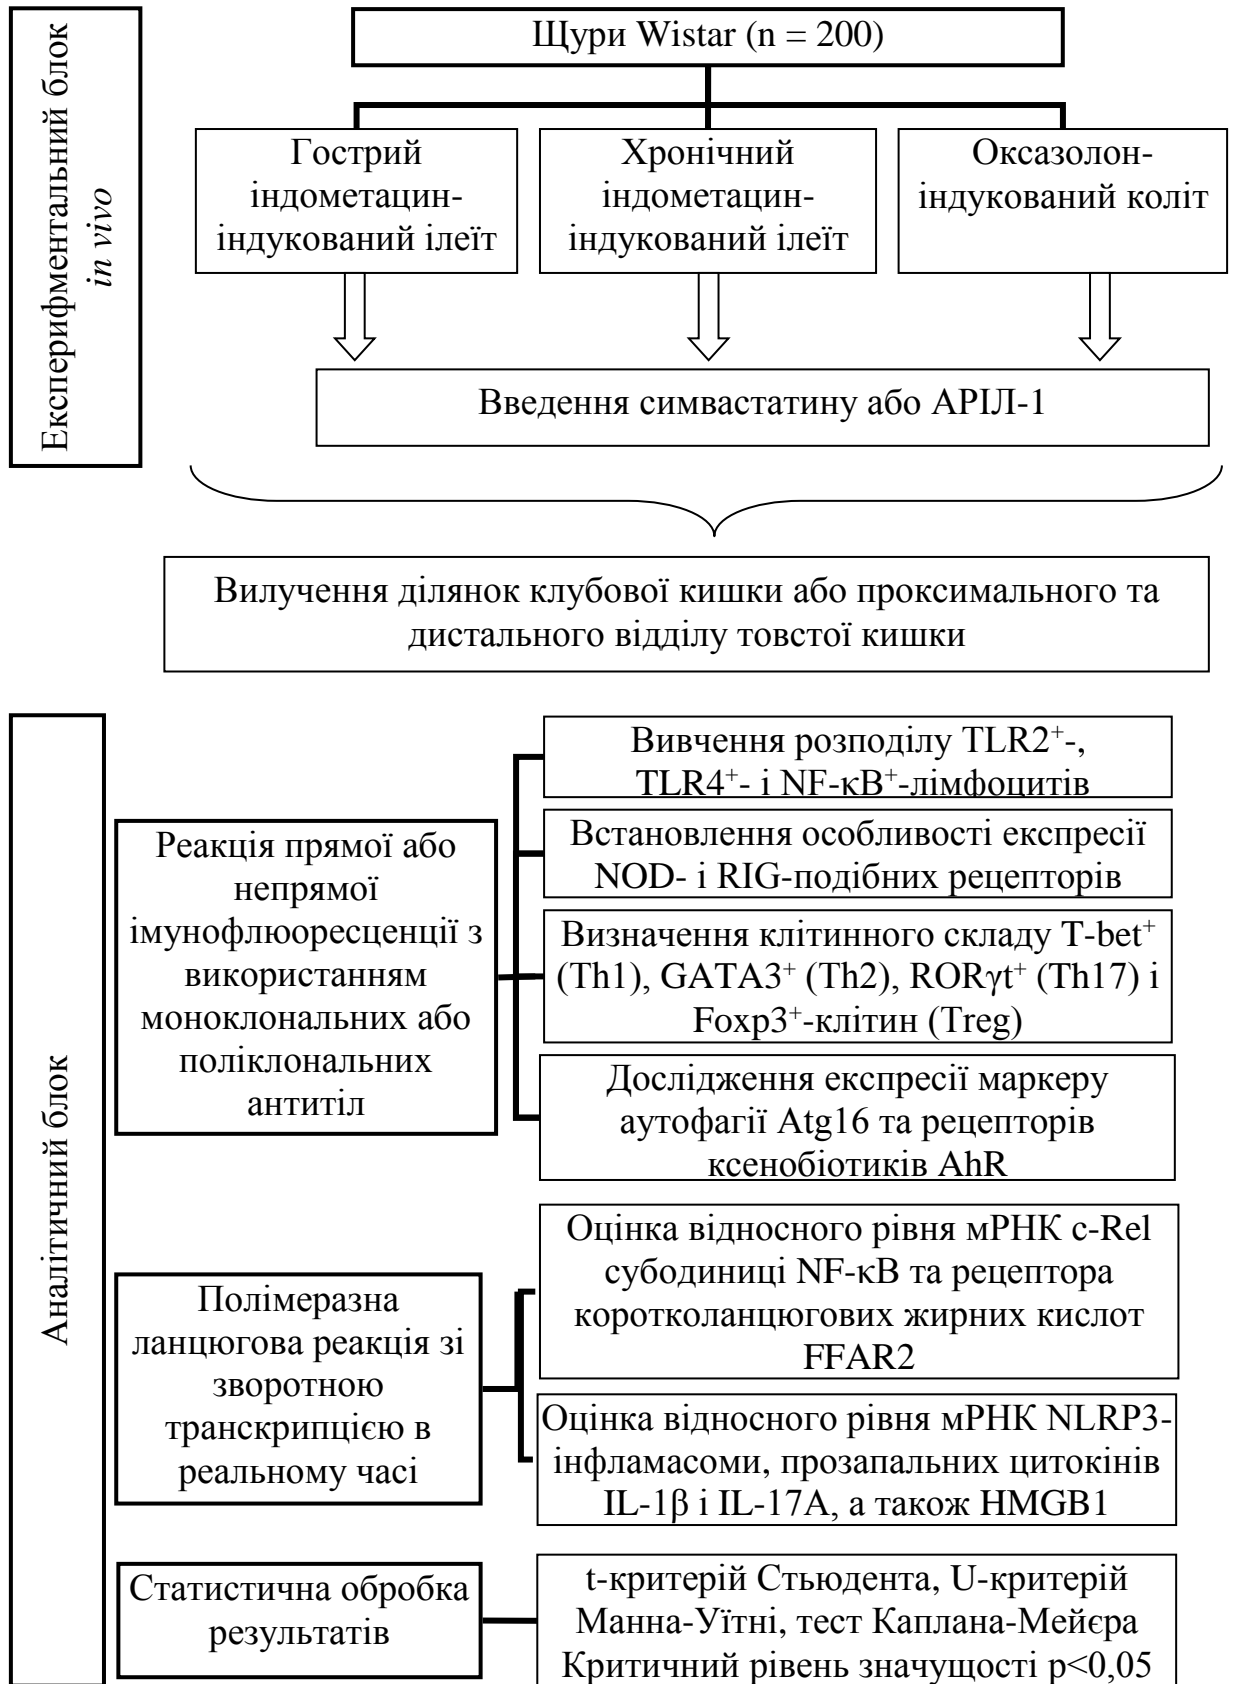 Експерифментальний блок
in vivo
Щури Wistar (n = 200)
Гострий
індометацин-
індукований ілеїт
Хронічний
індометацин-
індукований ілеїт
Оксазолон-
індукований коліт
Введення симвастатину або АРІЛ-1
Вилучення ділянок клубової кишки або проксимального та
дистального відділу товстої кишки
Аналітичний блок
Реакція прямої або
непрямої
імунофлюоресценції з
використанням
моноклональних або
поліклональних
антитіл
Вивчення розподілу TLR2⁺-,
TLR4⁺- і NF-κB⁺-лімфоцитів
Встановлення особливості експресії
NOD- і RIG-подібних рецепторів
Визначення клітинного складу T-bet⁺
(Th1), GATA3⁺ (Th2), RORγt⁺ (Th17) і
Foxp3⁺-клітин (Treg)
Дослідження експресії маркеру
аутофагії Atg16 та рецепторів
ксенобіотиків AhR
Полімеразна
ланцюгова реакція зі
зворотною
транскрипцією в
реальному часі
Оцінка відносного рівня мРНК c-Rel
субодиниці NF-κB та рецептора
коротколанцюгових жирних кислот
FFAR2
Оцінка відносного рівня мРНК NLRP3-
інфламасоми, прозапальних цитокінів
IL-1β і IL-17A, а також HMGB1
Статистична обробка
результатів
t-критерій Стьюдента, U-критерій
Манна-Уїтні, тест Каплана-Мейєра
Критичний рівень значущості p<0,05